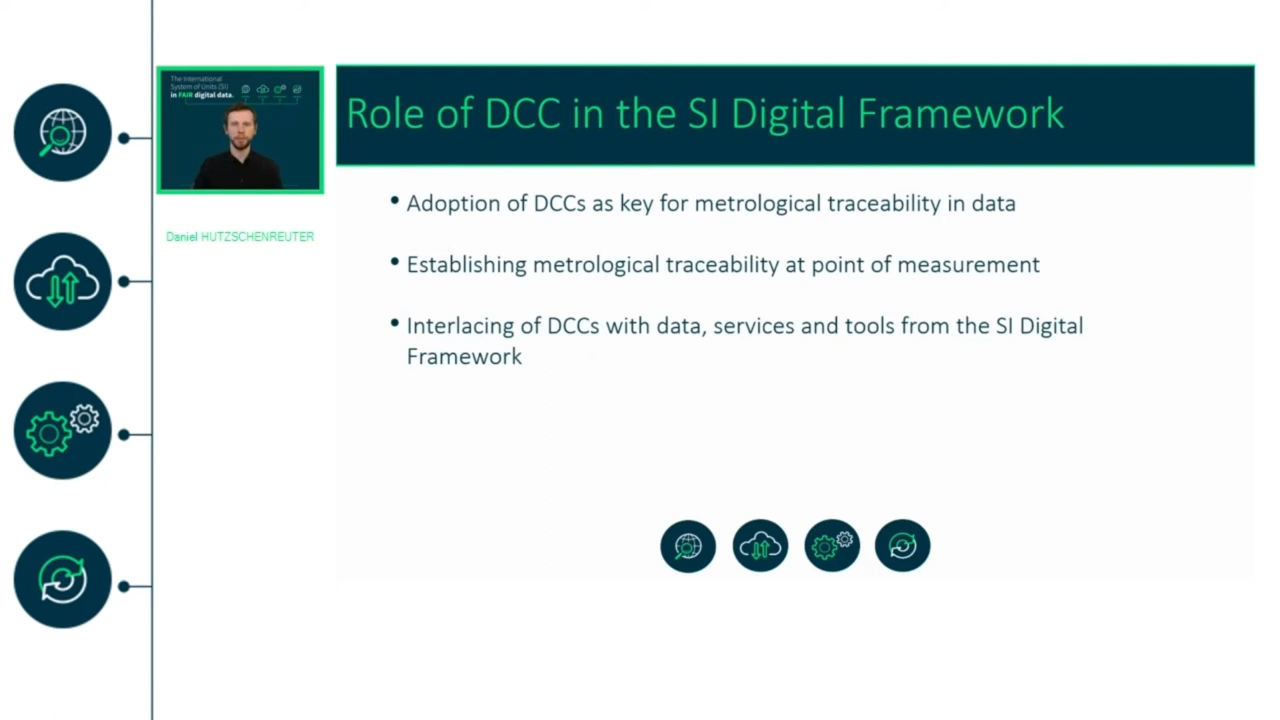 The International
System of Units (SI)
in FAIR digital data.
Role of DCC in the SI Digital Framework
Daniel HUTZSCHENREUTER
• Adoption of DCCs as key for metrological traceability in data
• Establishing metrological traceability at point of measurement
• Interlacing of DCCs with data, services and tools from the SI Digital
Framework